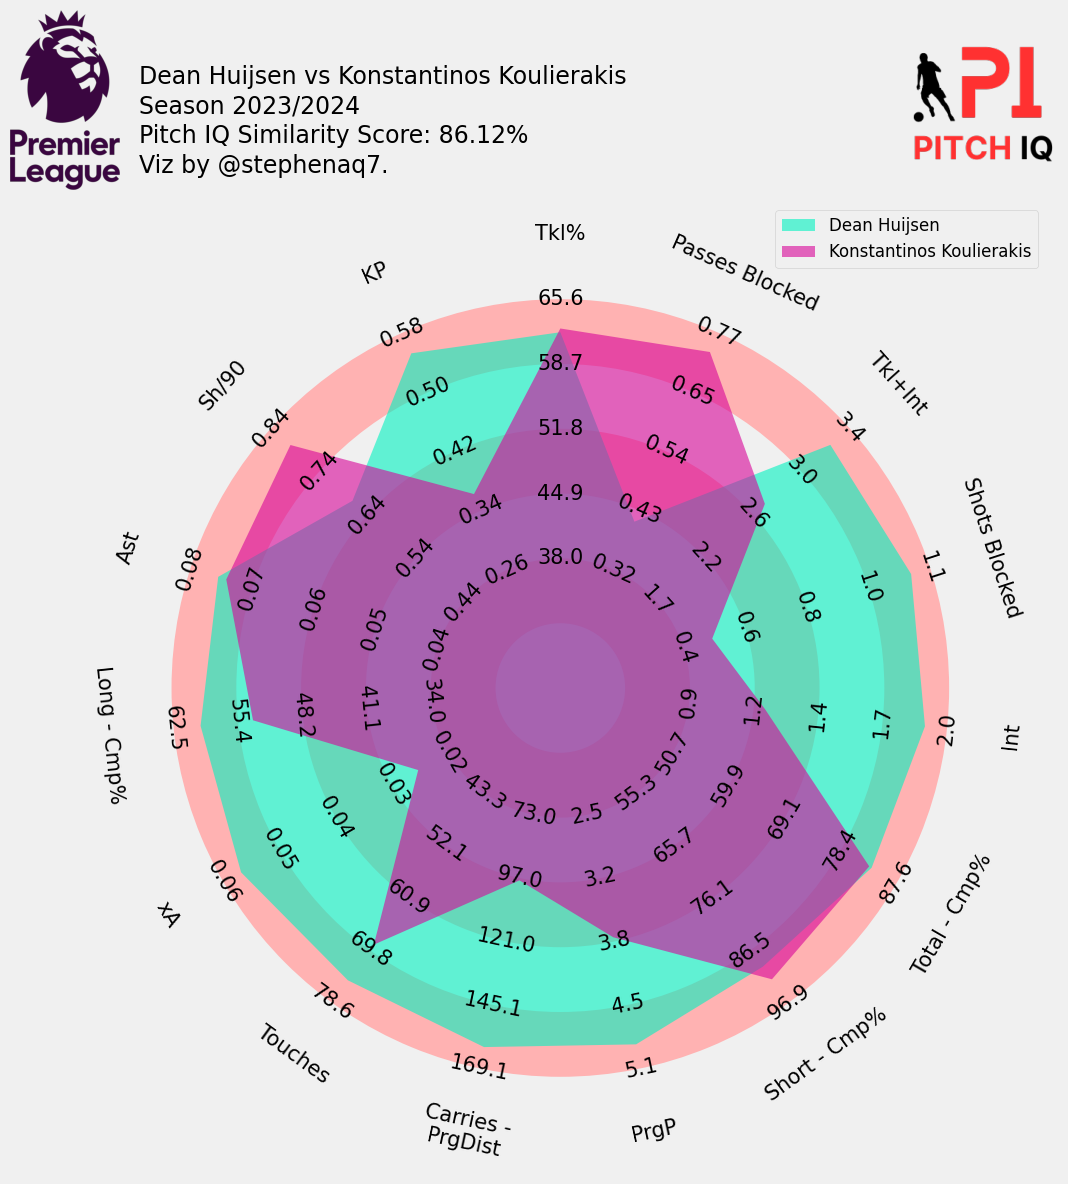 Premier
League
Dean Huijsen vs Konstantinos Koulierakis
Season 2023/2024
Pitch IQ Similarity Score: 86.12%
Viz by @stephenaq7.
PI
PITCH IQ
Dean Huijsen
Konstantinos Koulierakis
Tkl%
65.6
58.7
51.8
44.9
38.0
Passes Blocked
0.77
0.65
0.54
0.43
0.32
Tkl+Int
3.4
3.0
2.6
2.2
1.7
Shots Blocked
1.1
1.0
0.8
0.6
0.4
Int
2.0
1.7
1.4
1.2
0.9
Total - Cmp%
87.6
78.4
69.1
59.9
50.7
Short - Cmp%
96.9
86.5
76.1
65.7
55.3
PrgP
5.1
4.5
3.8
3.2
2.5
Carries -
PrgDist
169.1
145.1
121.0
97.0
73.0
Touches
78.6
69.8
60.9
52.1
43.3
xA
0.06
0.05
0.04
0.03
0.02
Long - Cmp%
62.5
55.4
48.2
41.1
34.0
Ast
0.08
0.07
0.06
0.05
0.04
Sh/90
0.84
0.74
0.64
0.54
0.44
KP
0.58
0.50
0.42
0.34
0.26